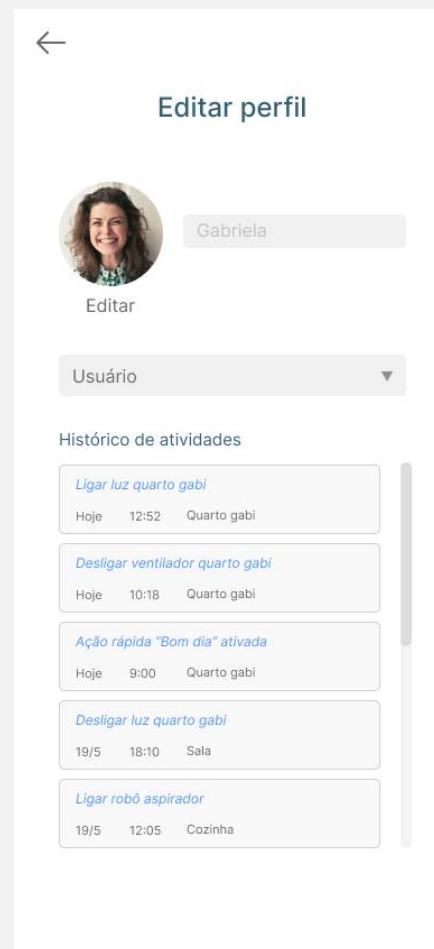 Editar perfil
Gabriela
Editar
Usuário
Histórico de atividades
Ligar luz quarto gabi
Hoje 12:52 Quarto gabi
Desligar ventilador quarto gabi
Hoje 10:18 Quarto gabi
Ação rápida “Bom dia” ativada
Hoje 9:00 Quarto gabi
Desligar luz quarto gabi
19/5 18:10 Sala
Ligar robô aspirador
19/5 12:05 Cozinha